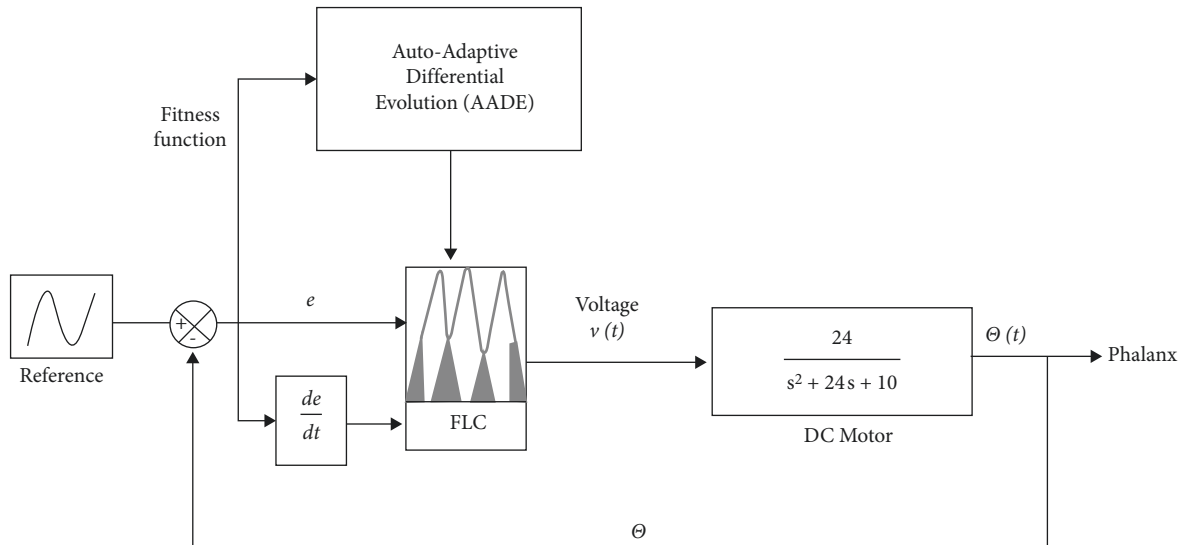 Auto-Adaptive
Differential
Evolution (AADE)
Fitness
function
Reference
+
-
e
de
dt
FLC
Voltage
v (t)
24
s² + 24 s + 10
DC Motor
Θ (t)
Phalanx
Θ